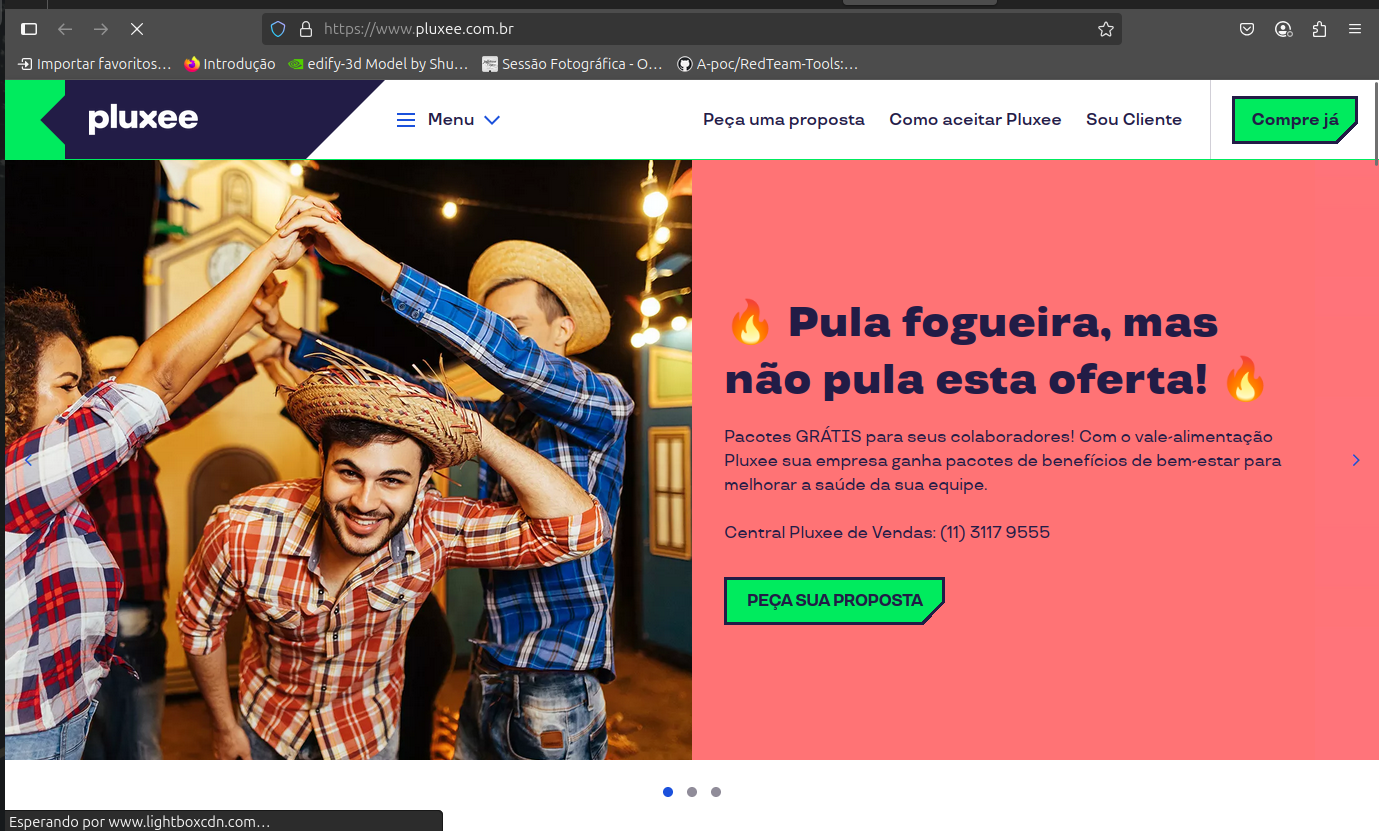 https://www.pluxee.com.br
Importar favoritos… Introdução edify-3d Model by Shu… Sessão Fotográfica - O… A-poc/RedTeam-Tools:…
pluxee Menu Peça uma proposta Como aceitar Pluxee Sou Cliente Compre já
🔥 Pula fogueira, mas
não pula esta oferta! 🔥
Pacotes GRÁTIS para seus colaboradores! Com o vale-alimentação
Pluxee sua empresa ganha pacotes de benefícios de bem-estar para
melhorar a saúde da sua equipe.
Central Pluxee de Vendas: (11) 3117 9555
PEÇA SUA PROPOSTA
Esperando por www.lightboxcdn.com…